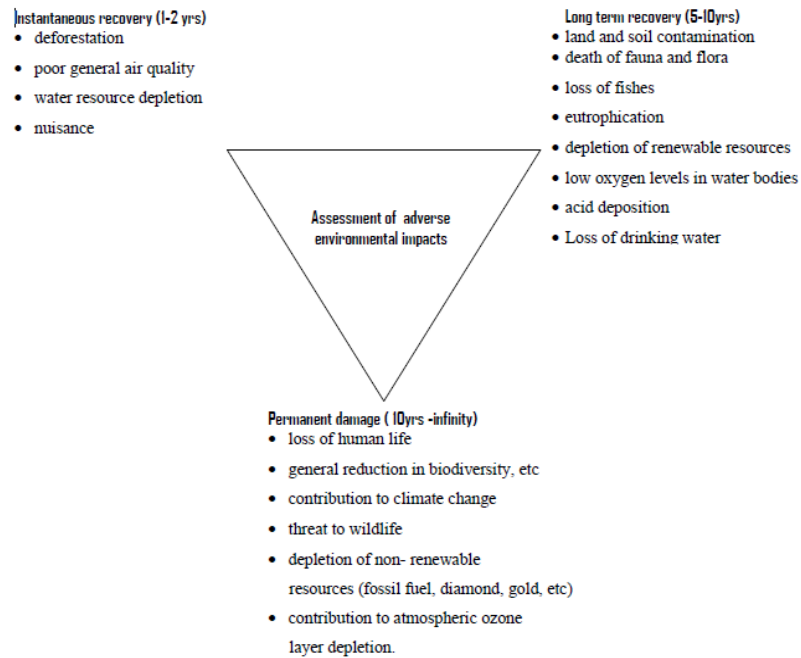 Instantaneous recovery (1-2 yrs)
• deforestation
• poor general air quality
• water resource depletion
• nuisance
Long term recovery (5-10yrs)
• land and soil contamination
• death of fauna and flora
• loss of fishes
• eutrophication
• depletion of renewable resources
• low oxygen levels in water bodies
• acid deposition
• Loss of drinking water
Assessment of adverse
environmental impacts
Permanent damage ( 10yrs -infinity)
• loss of human life
• general reduction in biodiversity, etc
• contribution to climate change
• threat to wildlife
• depletion of non- renewable
resources (fossil fuel, diamond, gold, etc)
• contribution to atmospheric ozone
layer depletion.